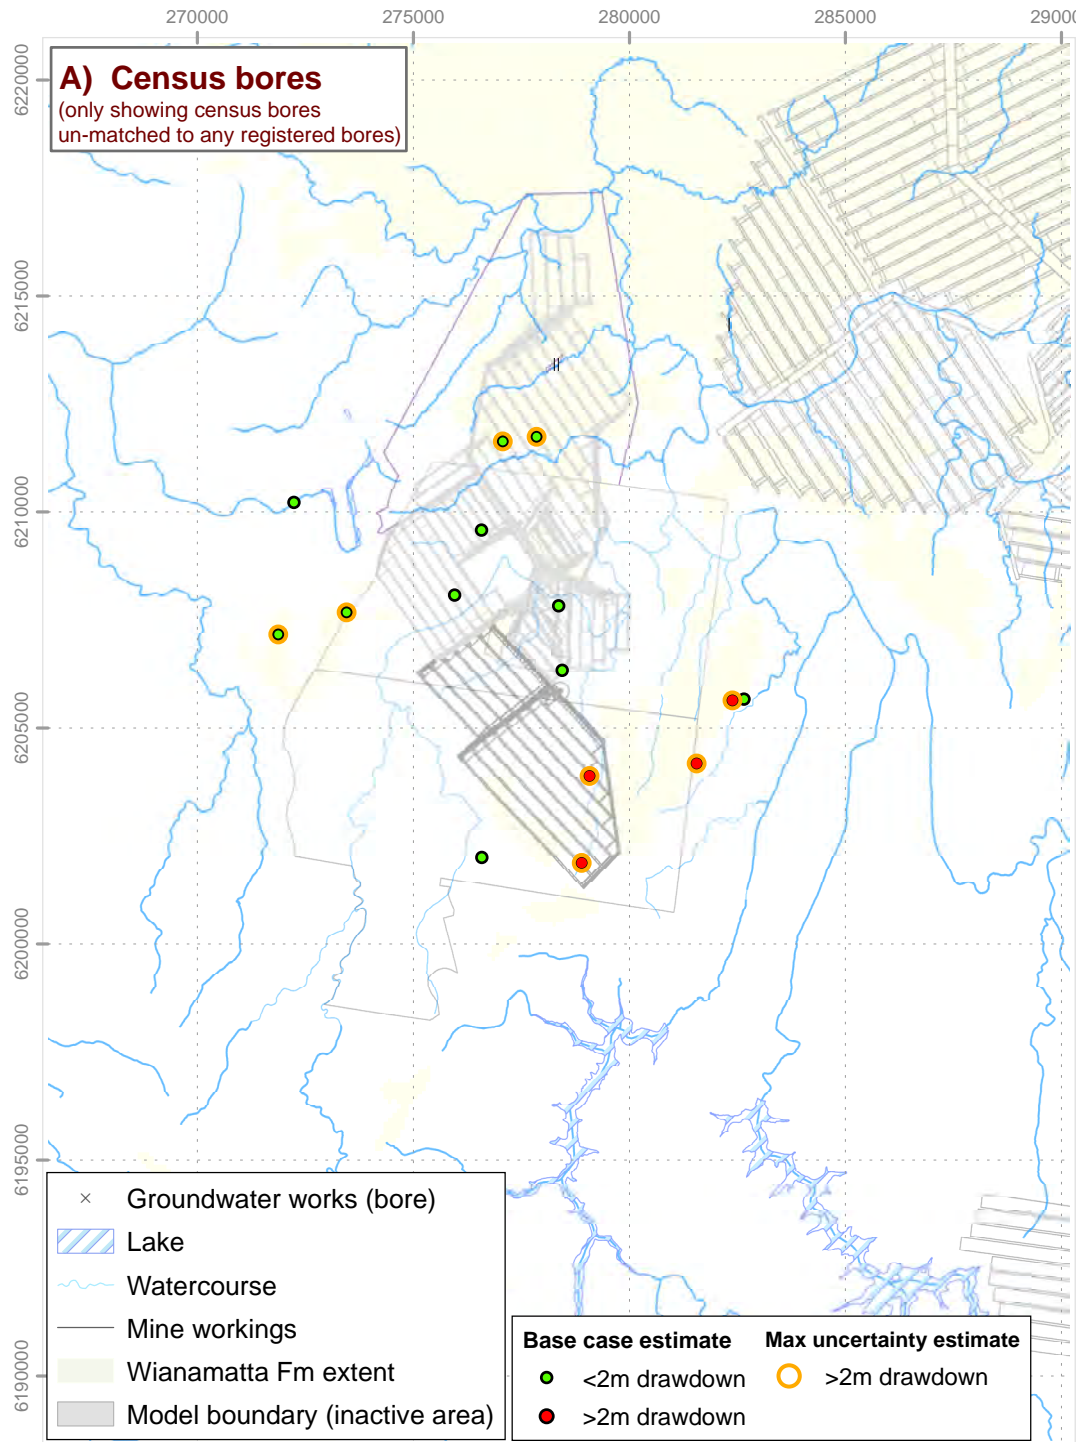 270000 275000 280000 285000 29000
A) Census bores
(only showing census bores
un-matched to any registered bores)
6220000
6215000
6210000
6205000
6200000
6195000
6190000
Groundwater works (bore)
Lake
Watercourse
Mine workings
Wianamatta Fm extent
Model boundary (inactive area)
Base case estimate Max uncertainty estimate
<2m drawdown >2m drawdown
>2m drawdown